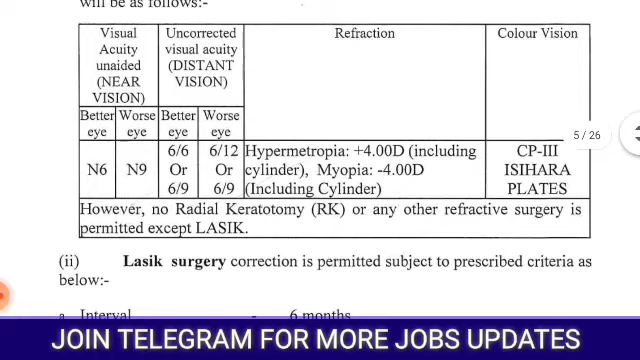 will be as follows:-
Visual Acuity unaided (NEAR VISION)
Uncorrected visual acuity (DISTANT VISION)
Refraction
Colour Vision
Better eye
Worse eye
Better eye
Worse eye
N6
N9
6/6 Or 6/9
6/12 Or 6/9
Hypermetropia: +4.00D (including
cylinder), Myopia: -4.00D
(Including Cylinder)
CP-III
ISIHARA
PLATES
However, no Radial Keratotomy (RK) or any other refractive surgery is
permitted except LASIK.
5 / 26
(ii) Lasik surgery correction is permitted subject to prescribed criteria as
below:-
a. Interval - 6 months
JOIN TELEGRAM FOR MORE JOBS UPDATES